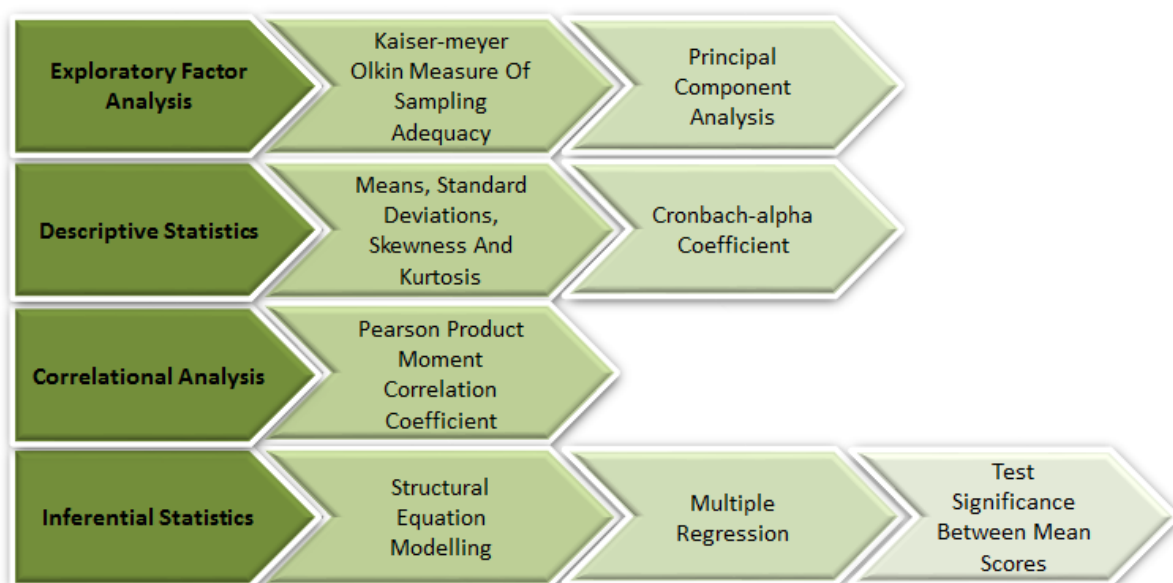 Exploratory Factor
Analysis
Kaiser-meyer
Olkin Measure Of
Sampling
Adequacy
Principal
Component
Analysis
Descriptive Statistics
Means, Standard
Deviations,
Skewness And
Kurtosis
Cronbach-alpha
Coefficient
Correlational Analysis
Pearson Product
Moment
Correlation
Coefficient
Inferential Statistics
Structural
Equation
Modelling
Multiple
Regression
Test
Significance
Between Mean
Scores